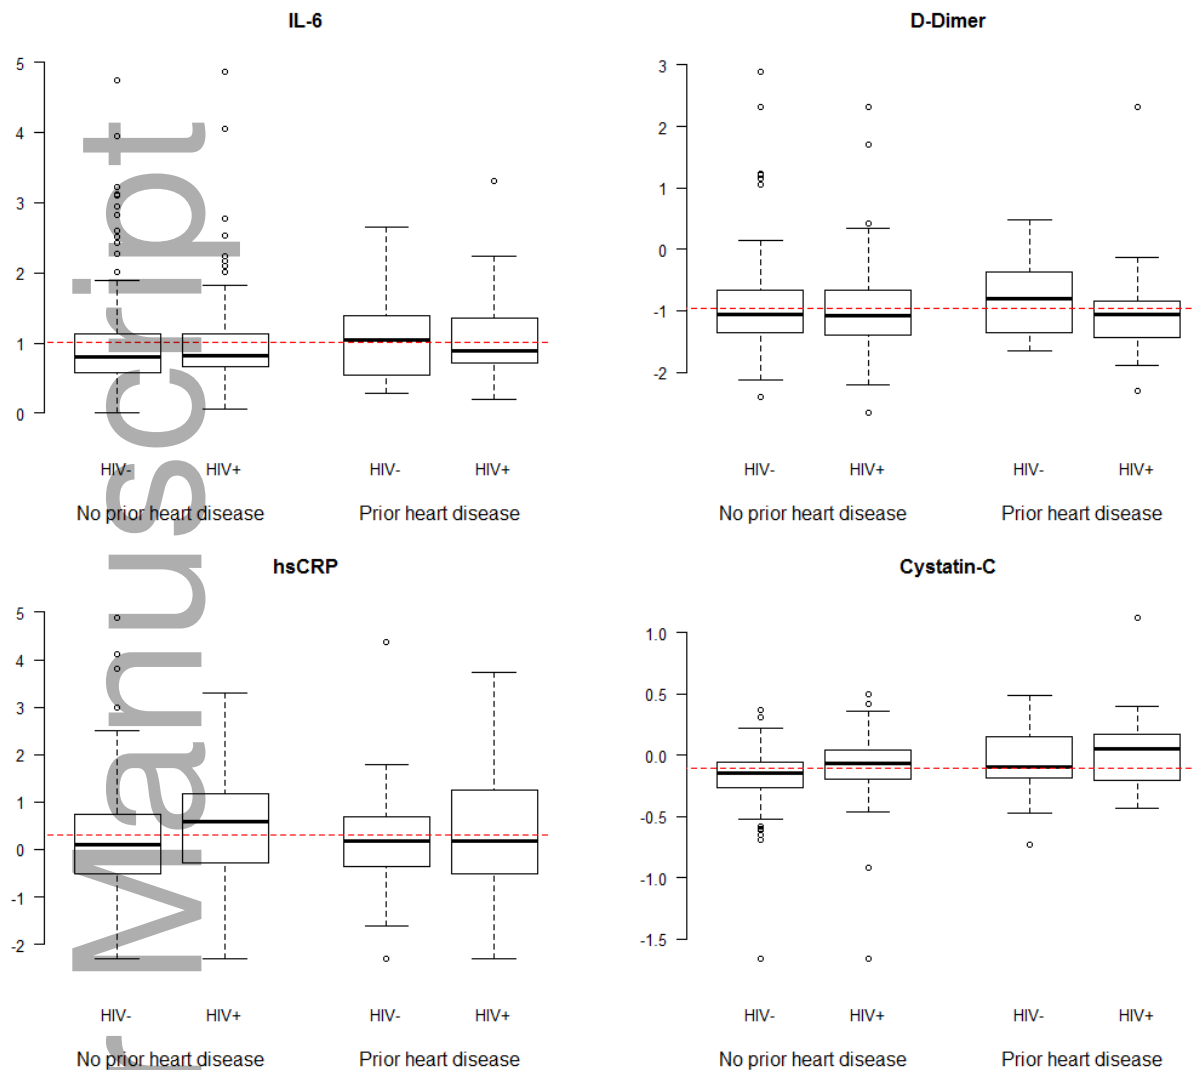 IL-6
5
4
3
2
1
0
HIV-
HIV+
HIV-
HIV+
No prior heart disease
Prior heart disease
D-Dimer
3
2
1
0
-1
-2
HIV-
HIV+
HIV-
HIV+
No prior heart disease
Prior heart disease
hsCRP
5
4
3
2
1
0
-1
-2
HIV-
HIV+
HIV-
HIV+
No prior heart disease
Prior heart disease
Cystatin-C
1.0
0.5
0.0
-0.5
-1.0
-1.5
HIV-
HIV+
HIV-
HIV+
No prior heart disease
Prior heart disease
r Manuscript